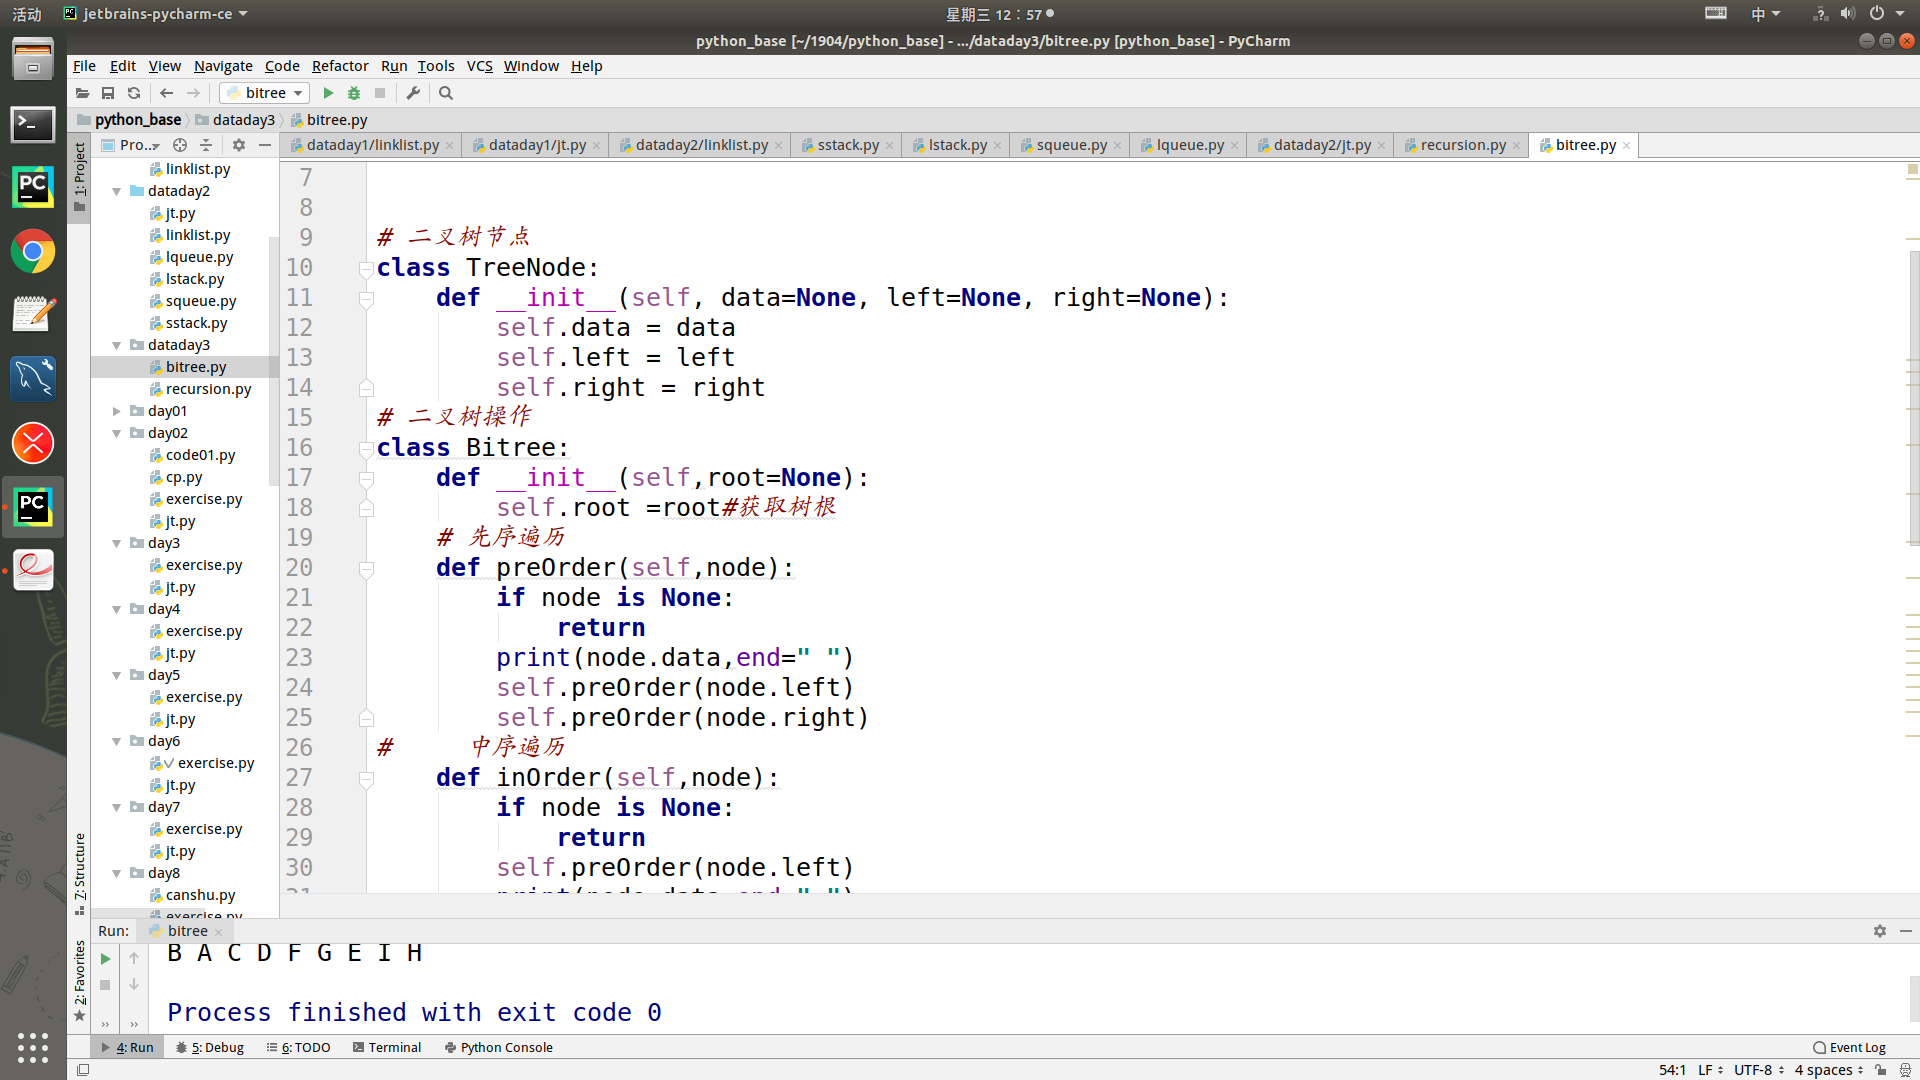 活动 jetbrains-pycharm-ce 星期三 12：57 中
python_base [~/1904/python_base] - .../dataday3/bitree.py [python_base] - PyCharm
File Edit View Navigate Code Refactor Run Tools VCS Window Help
bitree
python_base dataday3 bitree.py
Pro... dataday1/linklist.py dataday1/jt.py dataday2/linklist.py sstack.py lstack.py squeue.py lqueue.py dataday2/jt.py recursion.py bitree.py
1: Project
7: Structure
2: Favorites
linklist.py
dataday2
jt.py
linklist.py
lqueue.py
lstack.py
squeue.py
sstack.py
dataday3
bitree.py
recursion.py
day01
day02
code01.py
cp.py
exercise.py
jt.py
day3
exercise.py
jt.py
day4
exercise.py
jt.py
day5
exercise.py
jt.py
day6
exercise.py
jt.py
day7
exercise.py
jt.py
day8
canshu.py
exercise.py
7
8
9 # 二叉树节点
10 class TreeNode:
11     def __init__(self, data=None, left=None, right=None):
12         self.data = data
13         self.left = left
14         self.right = right
15 # 二叉树操作
16 class Bitree:
17     def __init__(self,root=None):
18         self.root =root#获取树根
19     # 先序遍历
20     def preOrder(self,node):
21         if node is None:
22             return
23         print(node.data,end=" ")
24         self.preOrder(node.left)
25         self.preOrder(node.right)
26 #     中序遍历
27     def inOrder(self,node):
28         if node is None:
29             return
30         self.preOrder(node.left)
31         print(node.data,end=" ")
Run: bitree
B A C D F G E I H
Process finished with exit code 0
4: Run 5: Debug 6: TODO Terminal Python Console Event Log
54:1 LF UTF-8 4 spaces